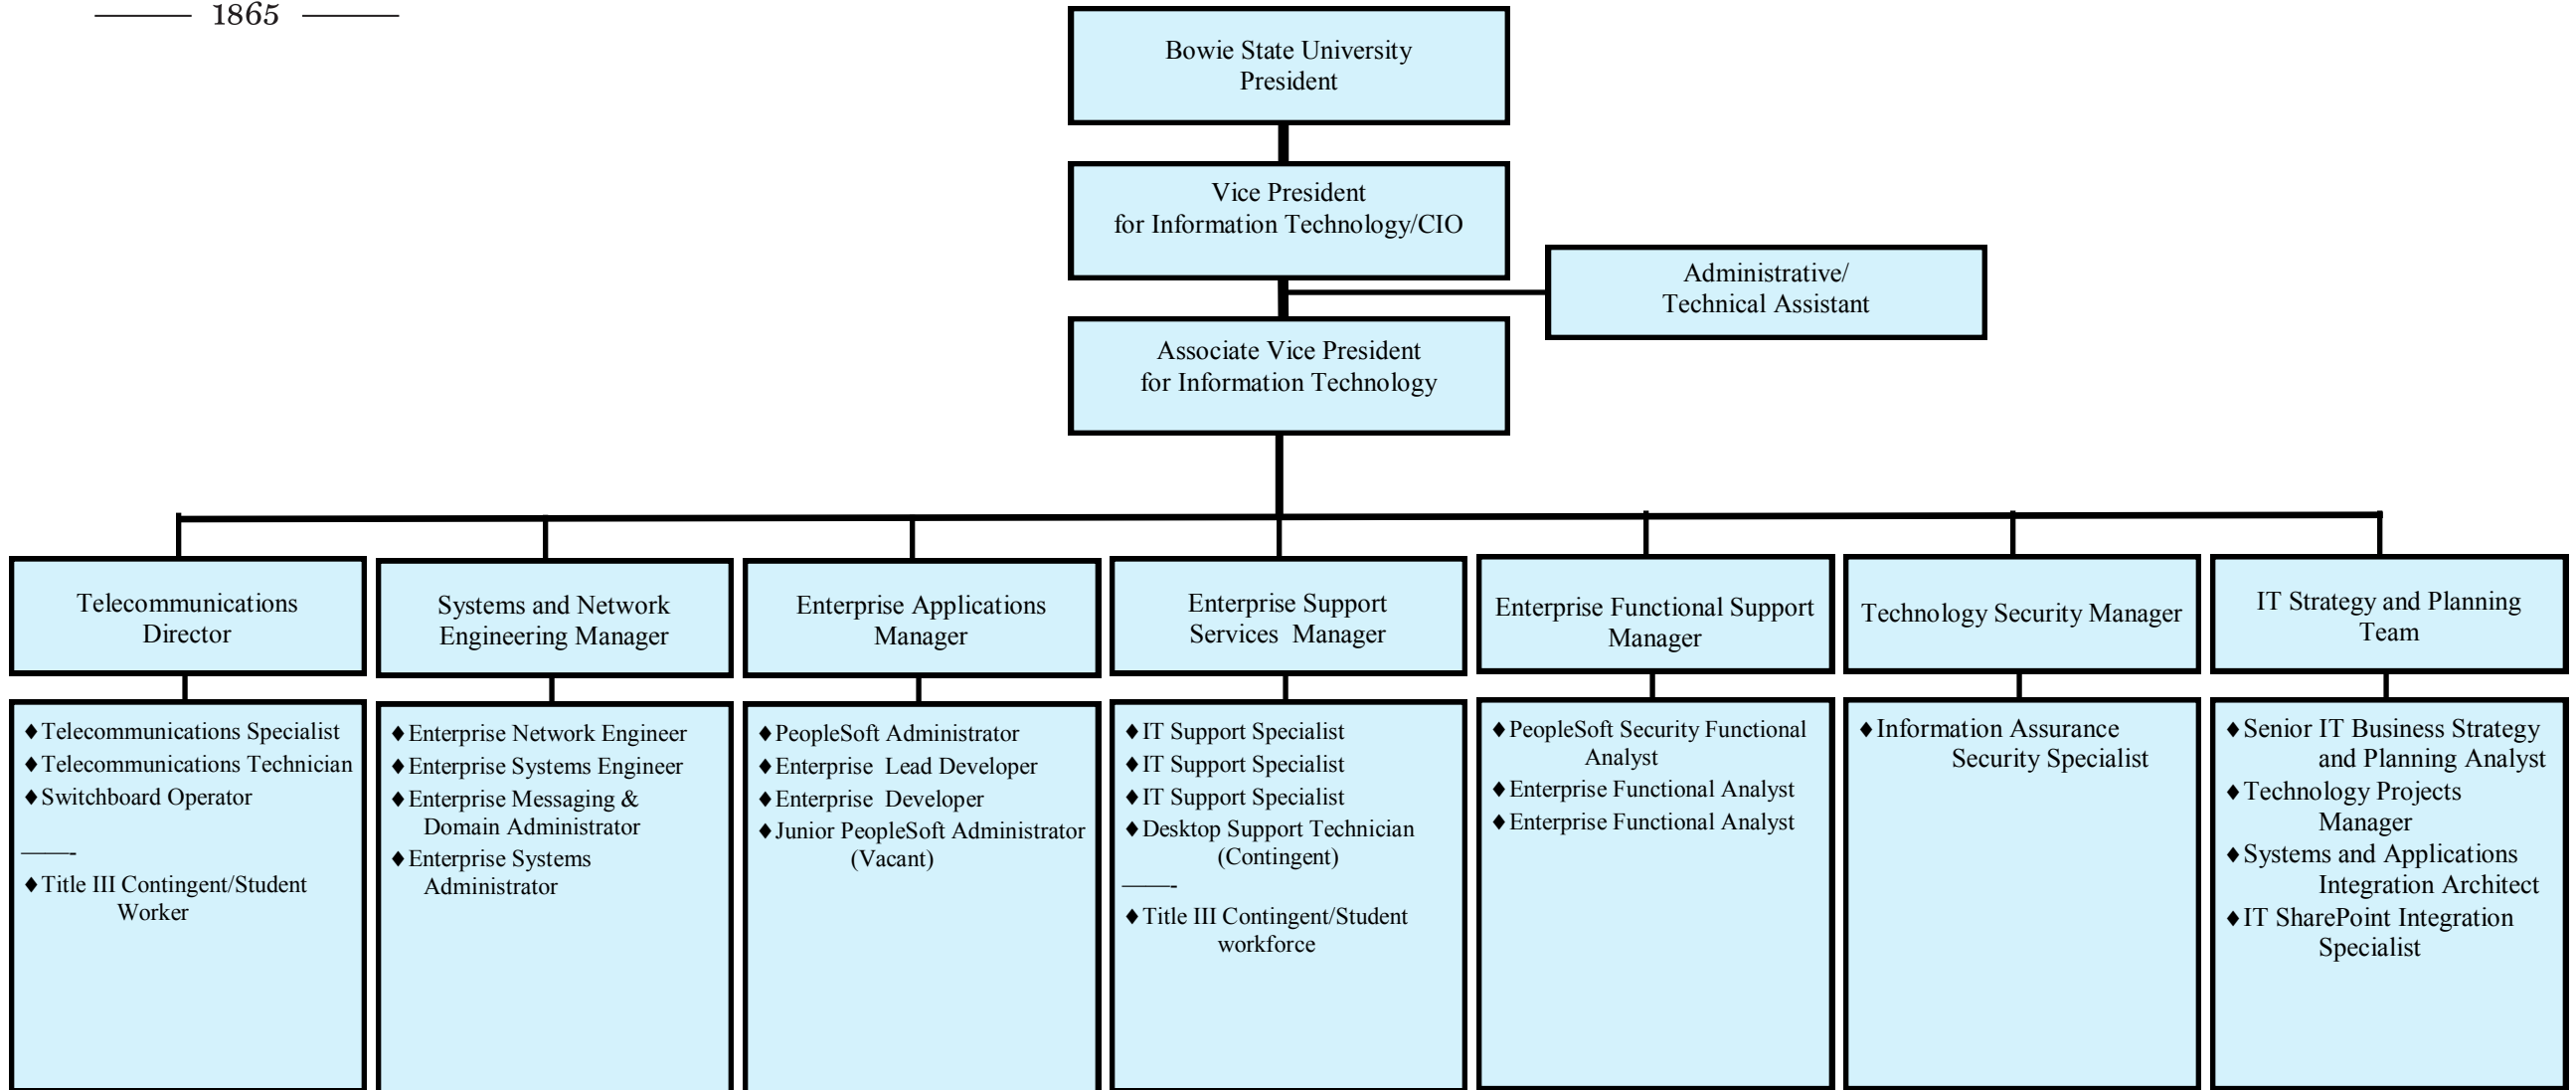 1865
Bowie State University
President
Vice President
for Information Technology/CIO
Administrative/
Technical Assistant
Associate Vice President
for Information Technology
Telecommunications
Director
♦Telecommunications Specialist
♦Telecommunications Technician
♦Switchboard Operator
——-
♦Title III Contingent/Student
Worker
Systems and Network
Engineering Manager
♦Enterprise Network Engineer
♦Enterprise Systems Engineer
♦Enterprise Messaging &
Domain Administrator
♦Enterprise Systems
Administrator
Enterprise Applications
Manager
♦PeopleSoft Administrator
♦Enterprise  Lead Developer
♦Enterprise  Developer
♦Junior PeopleSoft Administrator
(Vacant)
Enterprise Support
Services  Manager
♦IT Support Specialist
♦IT Support Specialist
♦IT Support Specialist
♦Desktop Support Technician
(Contingent)
——-
♦Title III Contingent/Student
workforce
Enterprise Functional Support
Manager
♦PeopleSoft Security Functional
Analyst
♦Enterprise Functional Analyst
♦Enterprise Functional Analyst
Technology Security Manager
♦Information Assurance
Security Specialist
IT Strategy and Planning
Team
♦Senior IT Business Strategy
and Planning Analyst
♦Technology Projects
Manager
♦Systems and Applications
Integration Architect
♦IT SharePoint Integration
Specialist